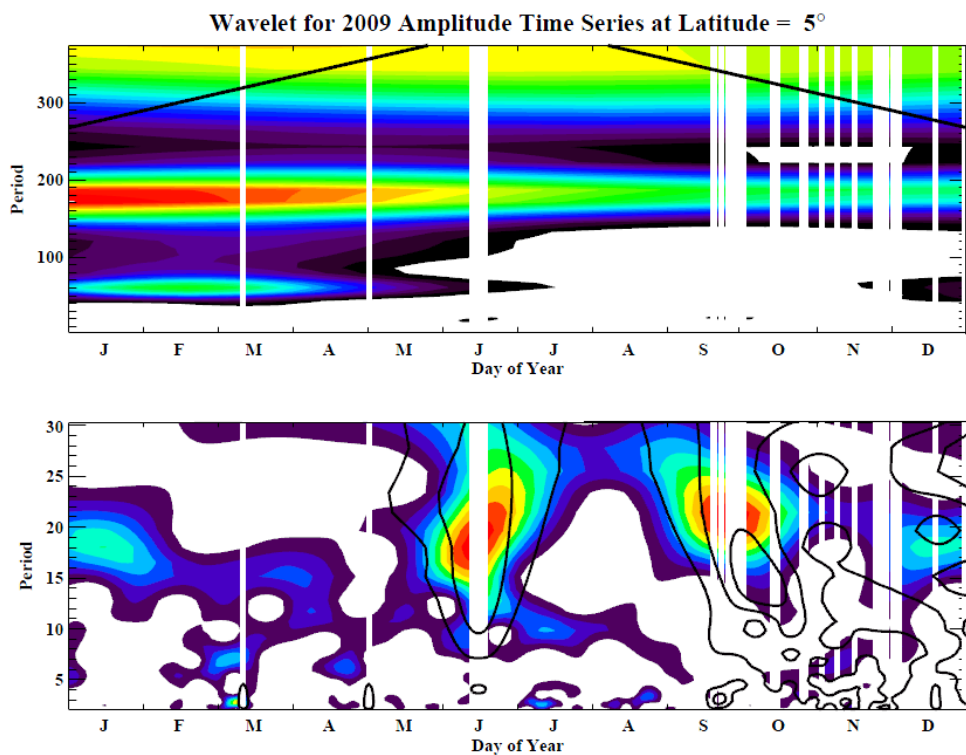 Wavelet for 2009 Amplitude Time Series at Latitude = 5°
300
200
100
Period
J F M A M J J A S O N D
Day of Year
30
25
20
15
10
5
Period
J F M A M J J A S O N D
Day of Year